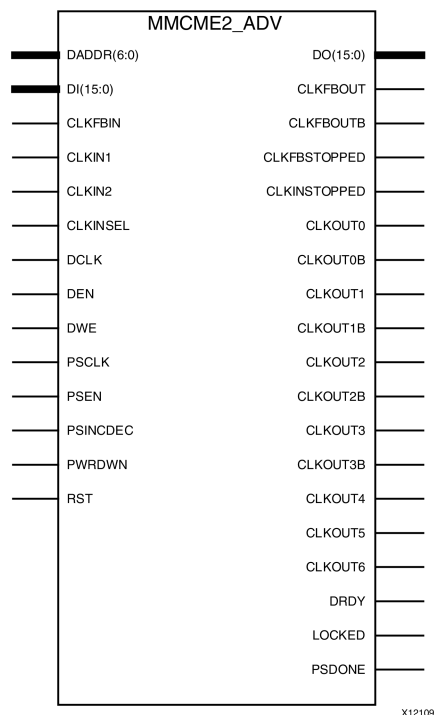 MMCME2_ADV
DADDR(6:0) DO(15:0)
DI(15:0) CLKFBOUT
CLKFBIN CLKFBOUTB
CLKIN1 CLKFBSTOPPED
CLKIN2 CLKINSTOPPED
CLKINSEL CLKOUT0
DCLK CLKOUT0B
DEN CLKOUT1
DWE CLKOUT1B
PSCLK CLKOUT2
PSEN CLKOUT2B
PSINCDEC CLKOUT3
PWRDWN CLKOUT3B
RST CLKOUT4
CLKOUT5
CLKOUT6
DRDY
LOCKED
PSDONE
X12109